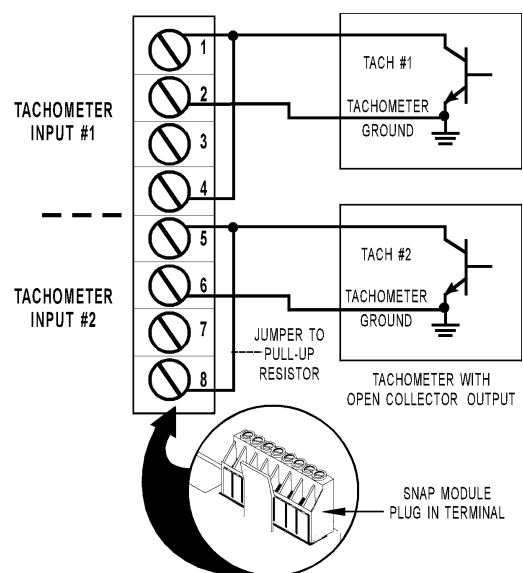 TACHOMETER
INPUT #1
TACHOMETER
INPUT #2
1
2
3
4
5
6
7
8
TACH #1
TACHOMETER
GROUND
TACH #2
TACHOMETER
GROUND
JUMPER TO
PULL-UP
RESISTOR
TACHOMETER WITH
OPEN COLLECTOR OUTPUT
SNAP MODULE
PLUG IN TERMINAL